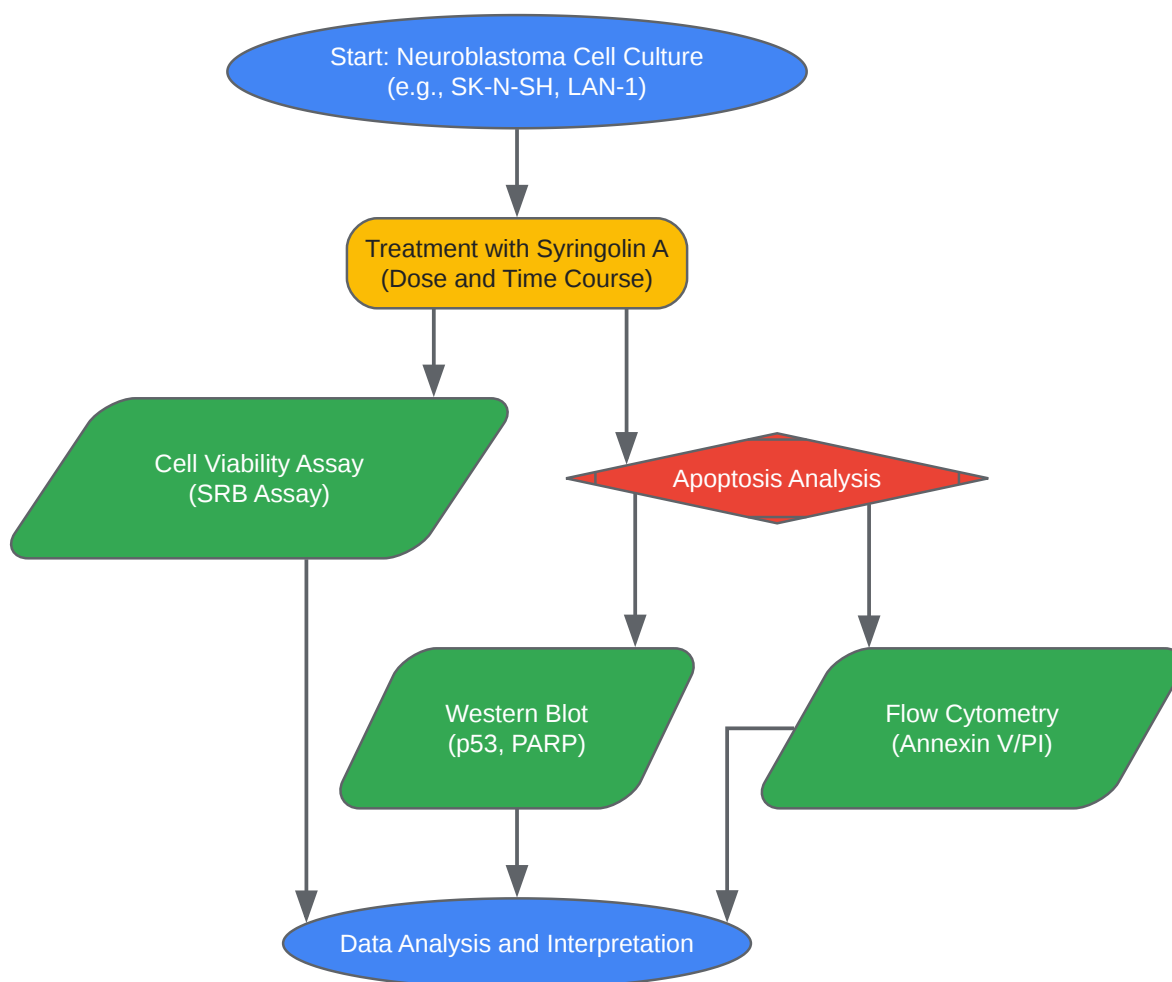 Start: Neuroblastoma Cell Culture
(e.g., SK-N-SH, LAN-1)
Treatment with Syringolin A
(Dose and Time Course)
Cell Viability Assay
(SRB Assay)
Apoptosis Analysis
Western Blot
(p53, PARP)
Flow Cytometry
(Annexin V/PI)
Data Analysis and Interpretation